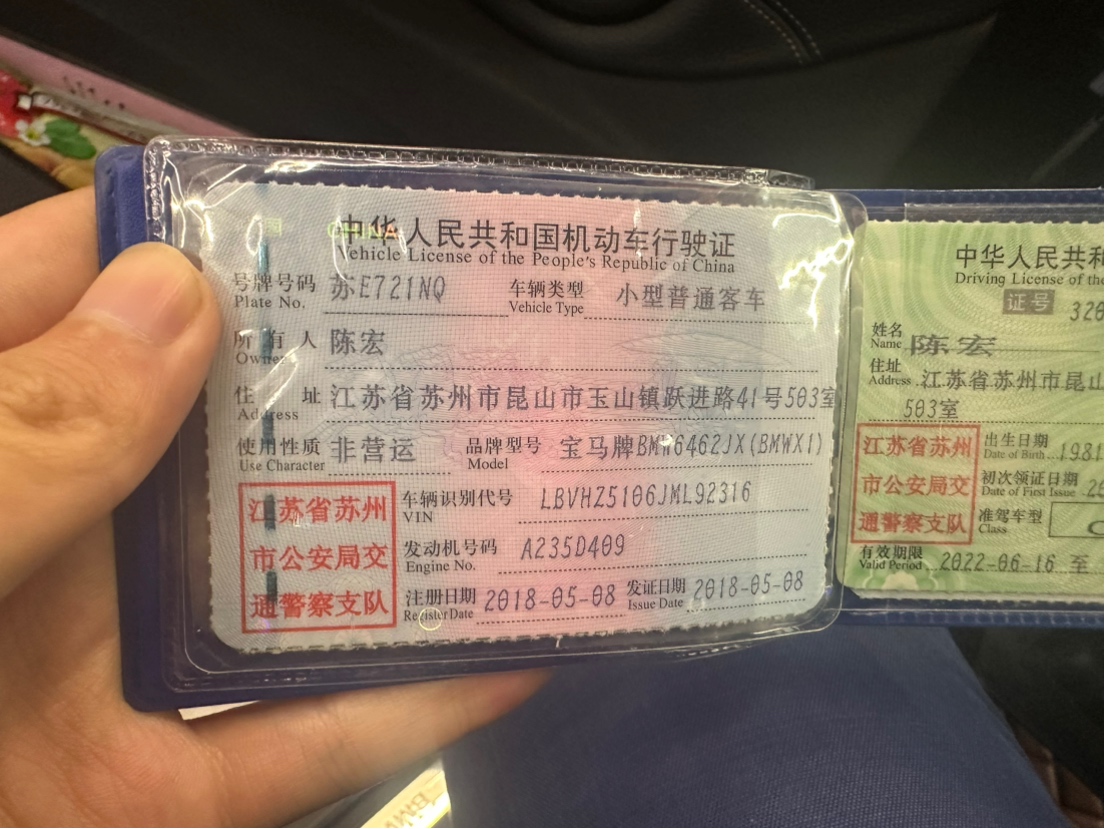 中华人民共和国机动车行驶证
Vehicle License of the People's Republic of China
号牌号码 Plate No. 苏E721NQ 车辆类型 Vehicle Type 小型普通客车
所有人 Owner 陈宏
住址 Address 江苏省苏州市昆山市玉山镇跃进路41号503室
使用性质 Use Character 非营运 品牌型号 Model 宝马牌BMW6462JX(BMWX1)
江苏省苏州
市公安局交
通警察支队
车辆识别代号 VIN LBVHZ5106JML92316
发动机号码 Engine No. A235D409
注册日期 Register Date 2018-05-08 发证日期 Issue Date 2018-05-08
中华人民共和
Driving License of the
证号 320
姓名 Name 陈宏
住址 Address 江苏省苏州市昆山
503室
江苏省苏州
市公安局交
通警察支队
出生日期 Date of Birth 1981
初次领证日期 Date of First Issue 20
准驾车型 Class C
有效期限 Valid Period 2022-06-16 至
BMW